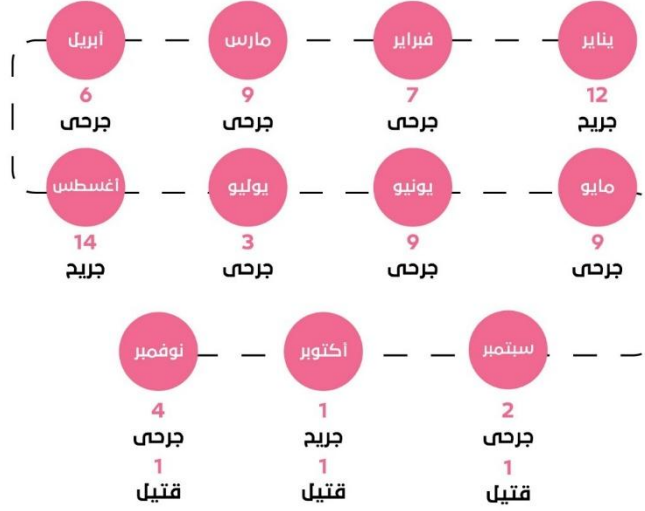 يناير
12
جريح
فبراير
7
جرحى
مارس
9
جرحى
أبريل
6
جرحى
مايو
9
جرحى
يونيو
9
جرحى
يوليو
3
جرحى
أغسطس
14
جريح
سبتمبر
2
جرحى
1
قتيل
أكتوبر
1
جريح
1
قتيل
نوفمبر
4
جرحى
1
قتيل